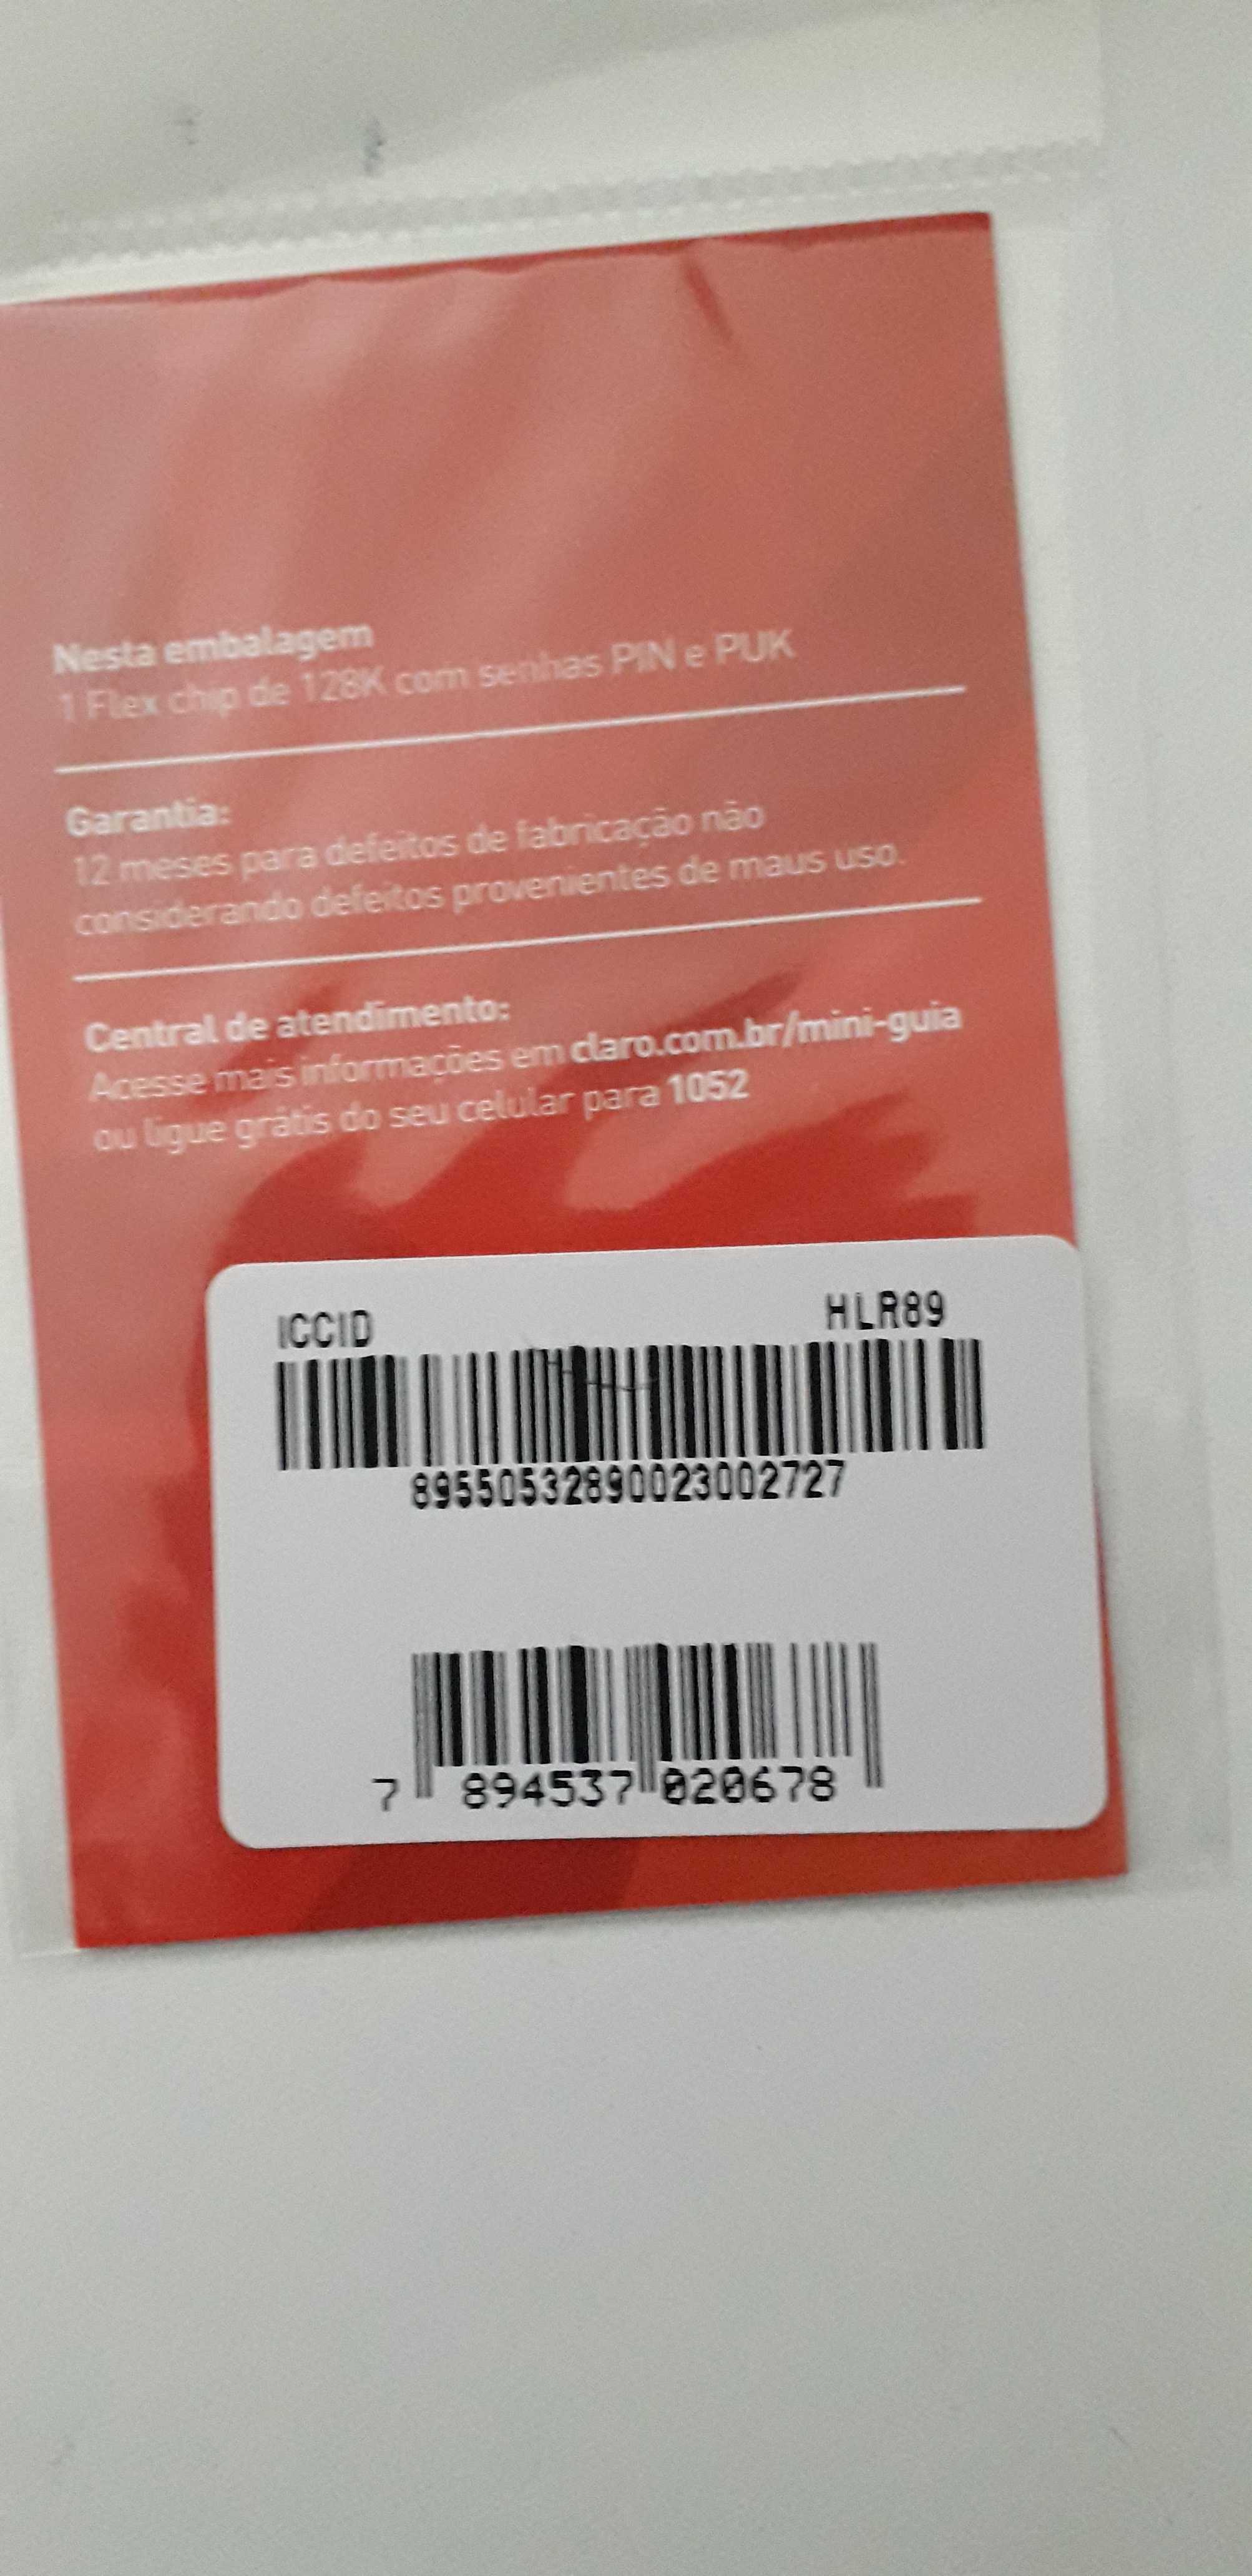 Nesta embalagem
1 Flex chip de 128K com senhas PIN e PUK
Garantia:
12 meses para defeitos de fabricação não
considerando defeitos provenientes de maus uso.
Central de atendimento:
Acesse mais informações em claro.com.br/mini-guia
ou ligue grátis do seu celular para 1052
ICCID HLR89
89550532890023002727
7 894537 020678